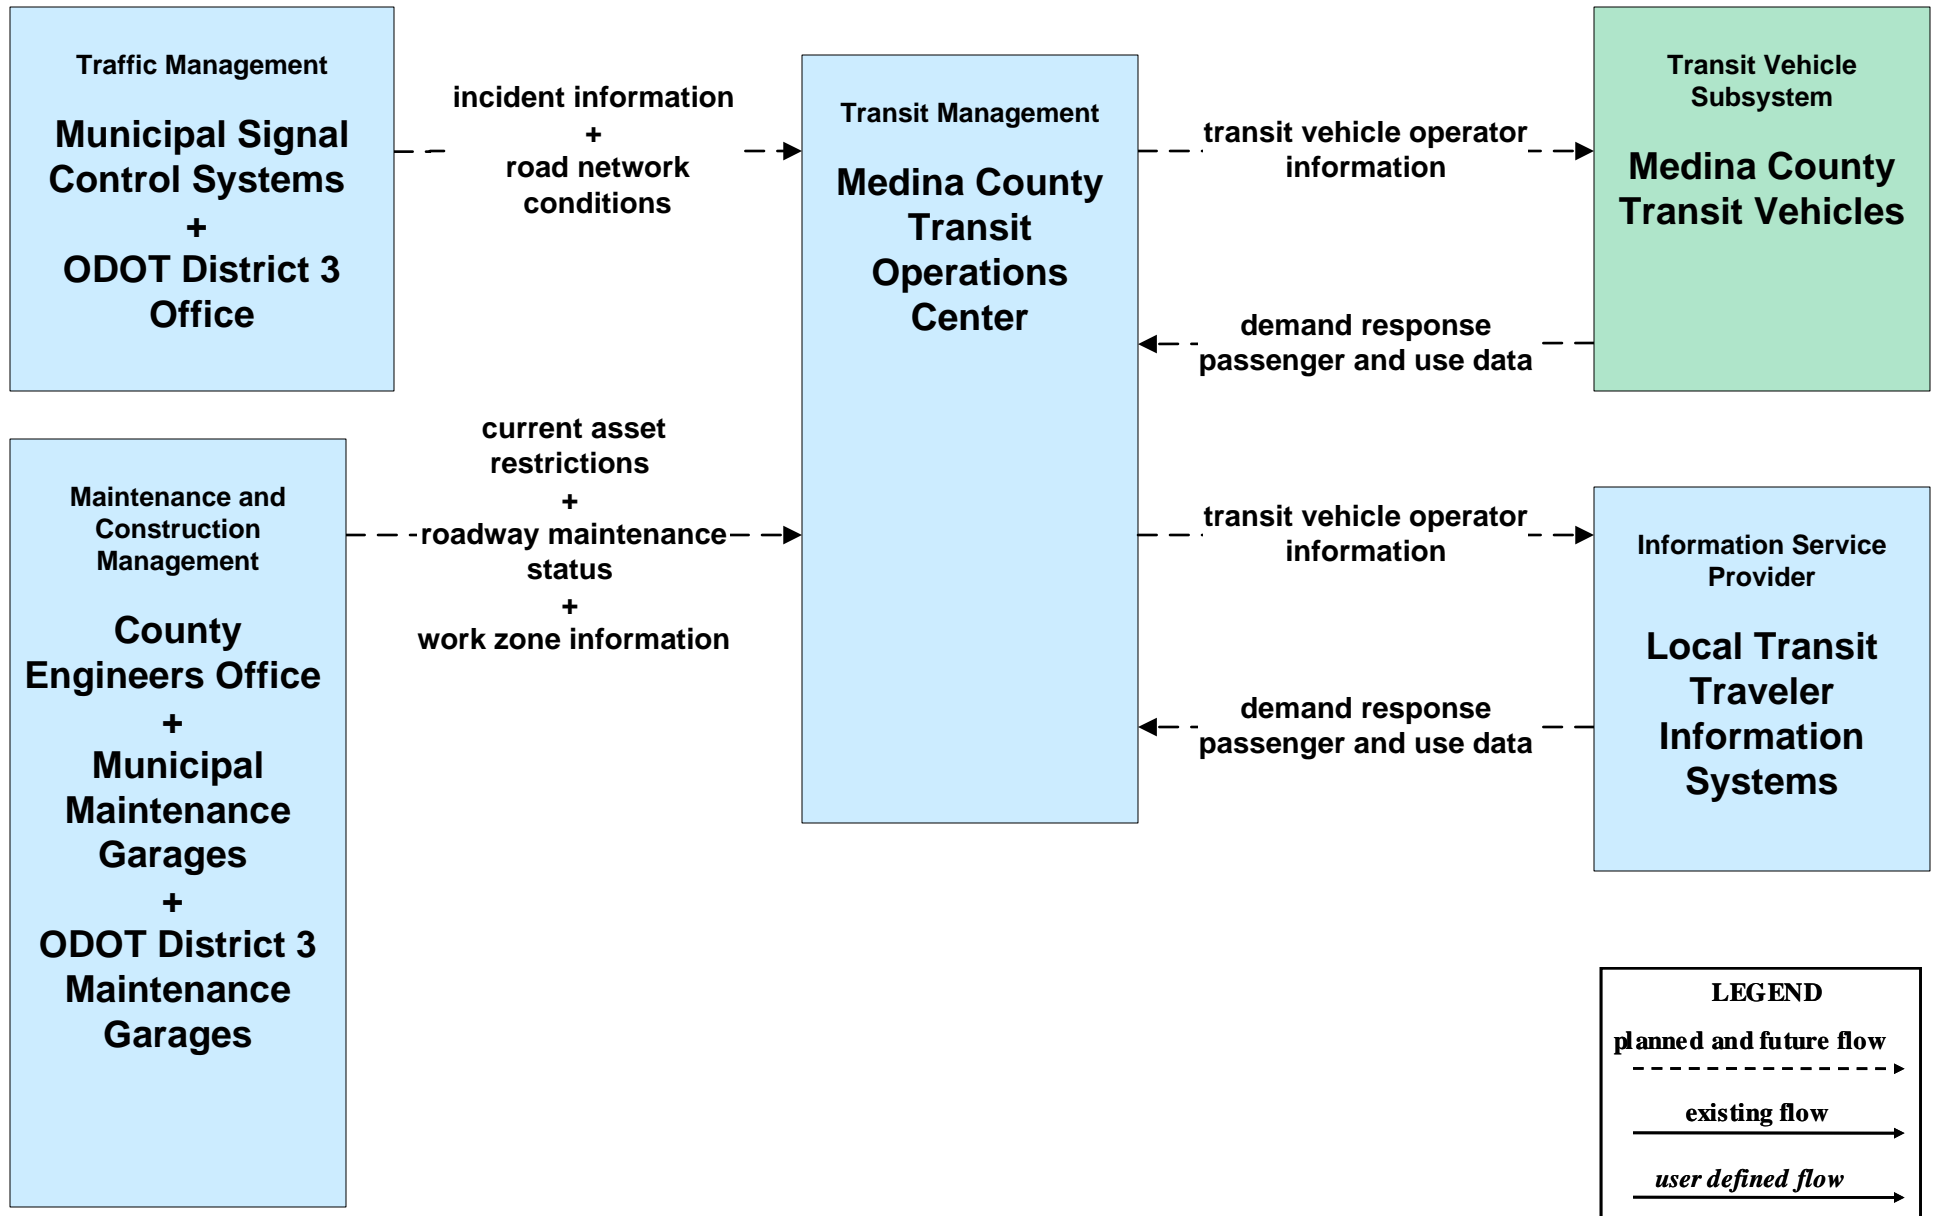 Traffic Management
Municipal Signal
Control Systems
+
ODOT District 3
Office
incident information
+
road network
conditions
Transit Management
Medina County
Transit
Operations
Center
transit vehicle operator
information
demand response
passenger and use data
Transit Vehicle
Subsystem
Medina County
Transit Vehicles
Maintenance and
Construction
Management
County
Engineers Office
+
Municipal
Maintenance
Garages
+
ODOT District 3
Maintenance
Garages
current asset
restrictions
+
roadway maintenance
status
+
work zone information
transit vehicle operator
information
demand response
passenger and use data
Information Service
Provider
Local Transit
Traveler
Information
Systems
LEGEND
planned and future flow
existing flow
user defined flow